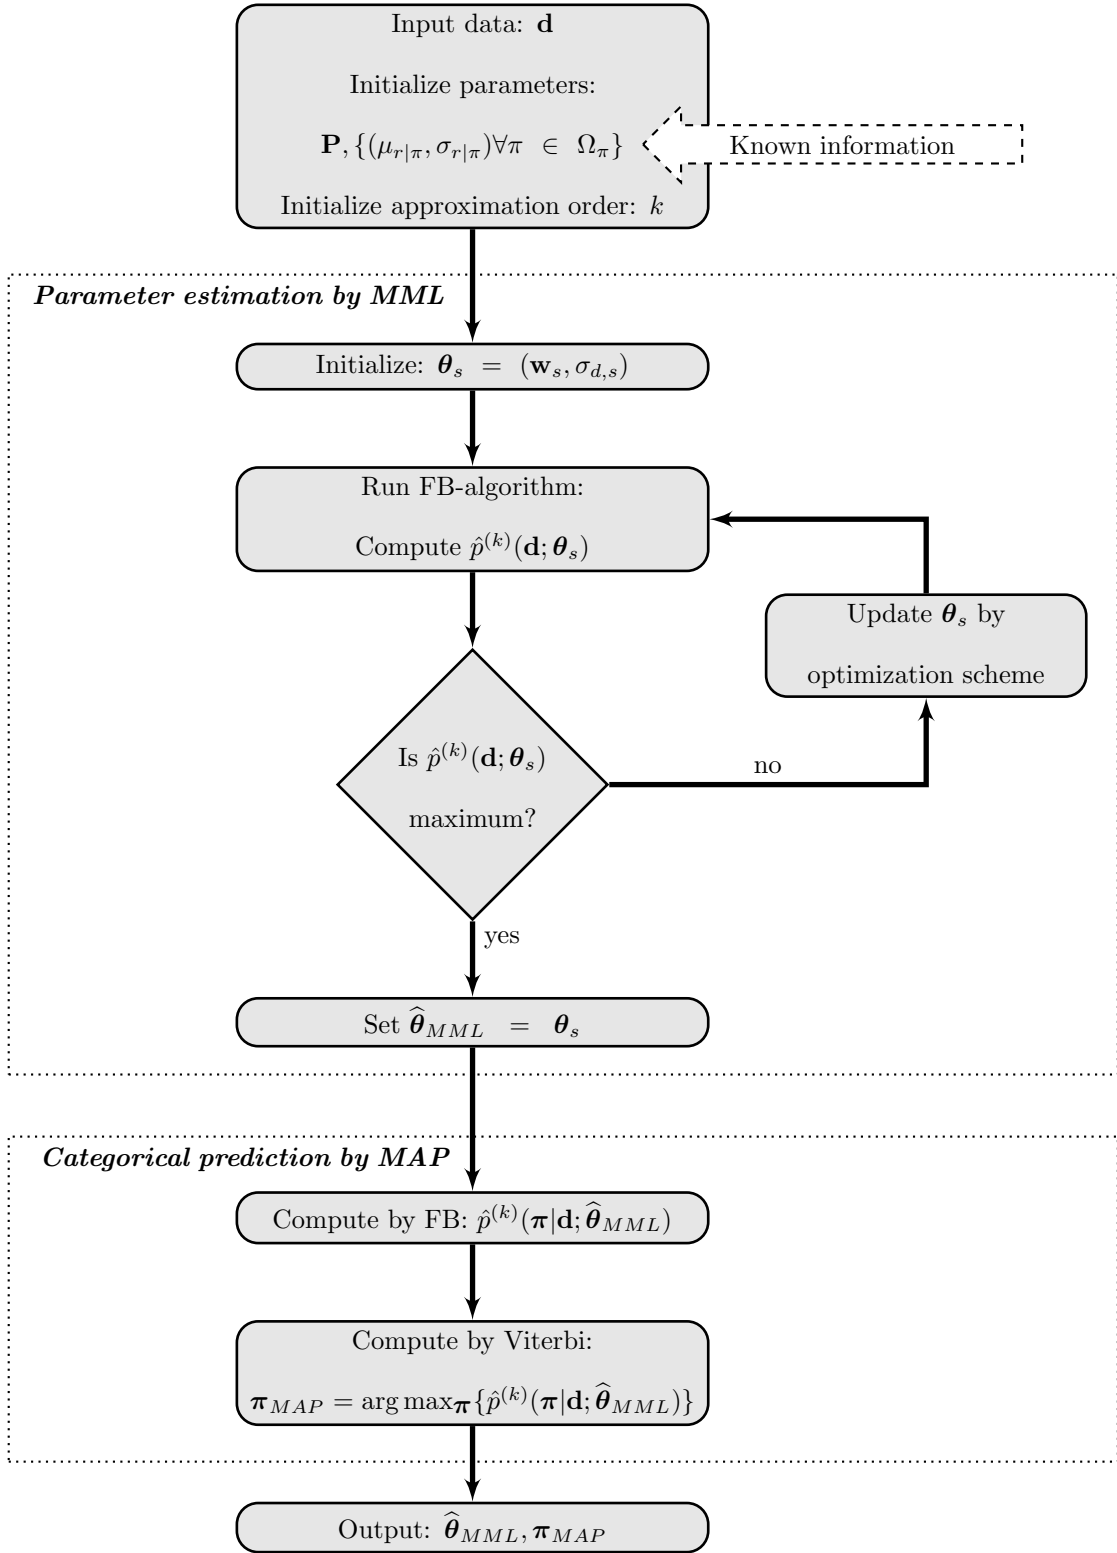 Input data: d
Initialize parameters:
P, {(μ_{r|π}, σ_{r|π})∀π ∈ Ω_π}
Known information
Initialize approximation order: k
Parameter estimation by MML
Initialize: θ_s = (w_s, σ_{d,s})
Run FB-algorithm:
Compute p̂^{(k)}(d; θ_s)
Update θ_s by
optimization scheme
Is p̂^{(k)}(d; θ_s)
maximum?
no
yes
Set θ̂_{MML} = θ_s
Categorical prediction by MAP
Compute by FB: p̂^{(k)}(π|d; θ̂_{MML})
Compute by Viterbi:
π_{MAP} = arg max_π{p̂^{(k)}(π|d; θ̂_{MML})}
Output: θ̂_{MML}, π_{MAP}